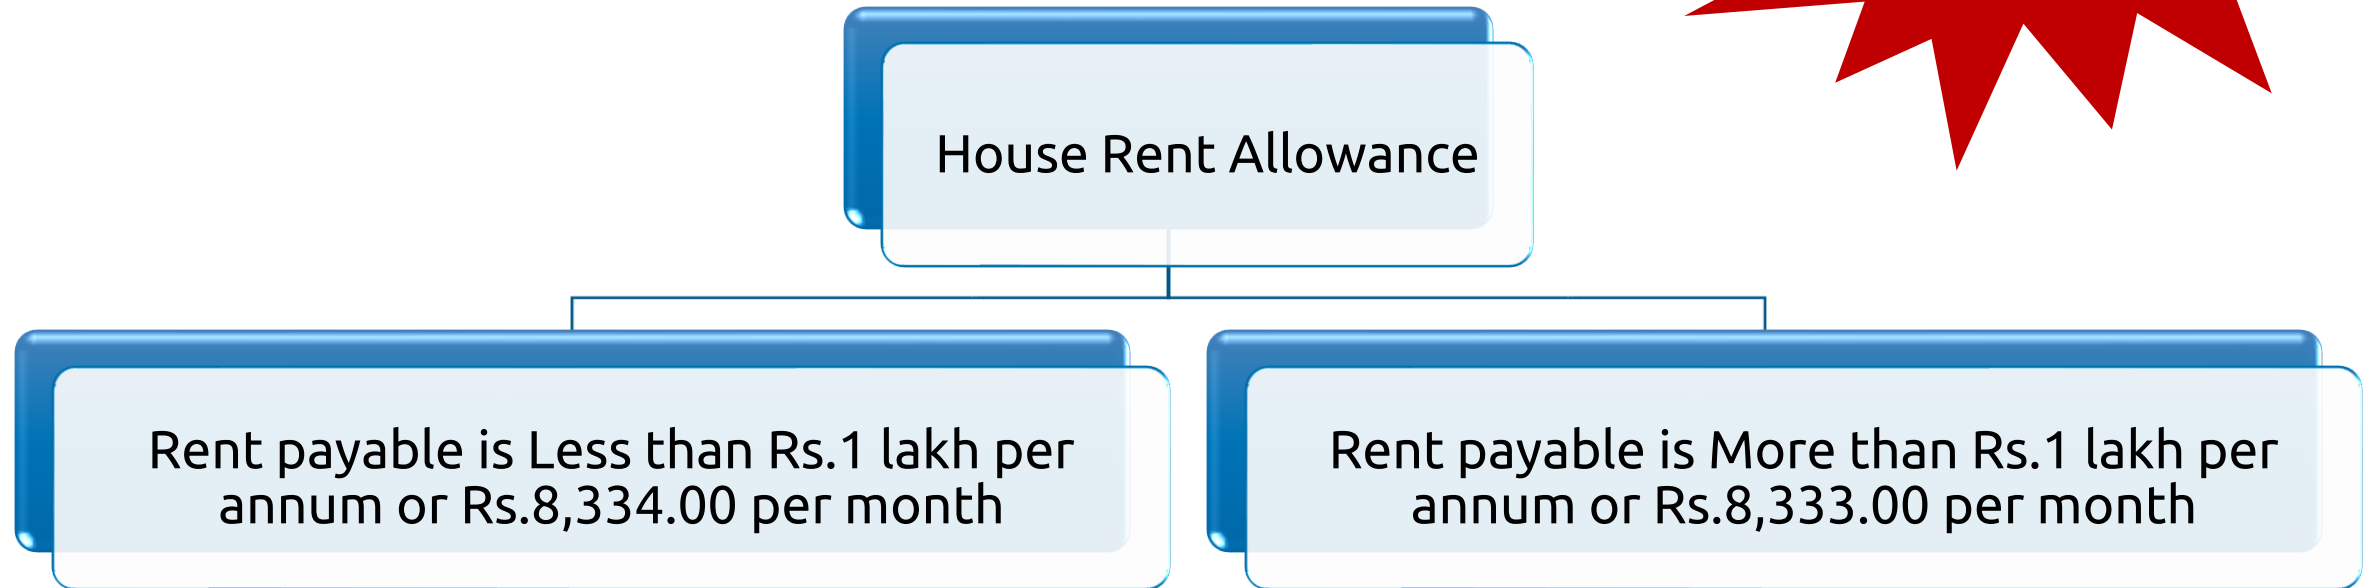 House Rent Allowance
Rent payable is Less than Rs.1 lakh per
annum or Rs.8,334.00 per month
Rent payable is More than Rs.1 lakh per
annum or Rs.8,333.00 per month